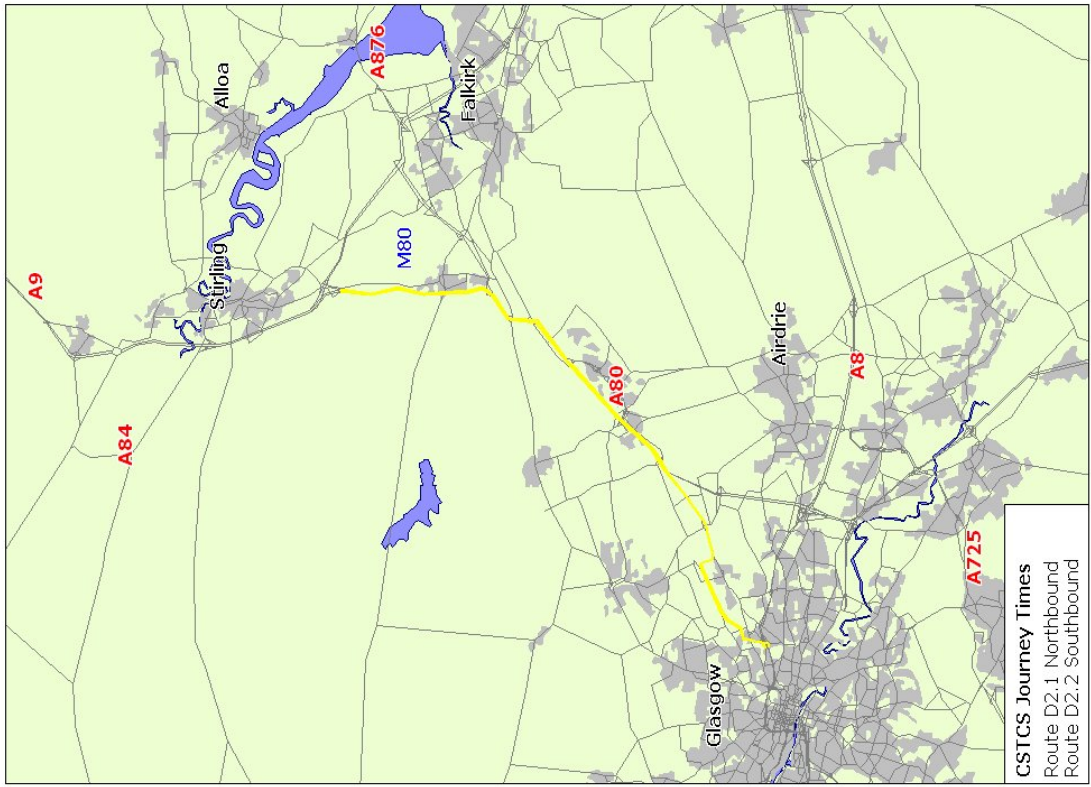 A9
A84
Stirling
Alloa
A876
Falkirk
M80
A80
Airdrie
A8
Glasgow
A725
CSTCS Journey Times
Route D2.1 Northbound
Route D2.2 Southbound